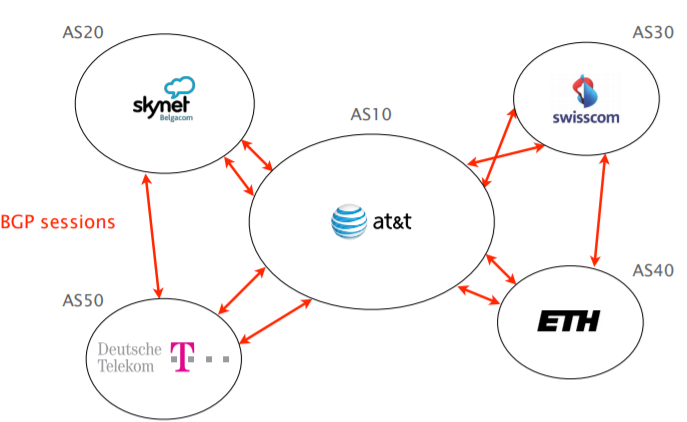 AS20
AS30
skynet
Belgacom
swisscom
AS10
at&t
BGP sessions
AS40
AS50
ETH
Deutsche
Telekom
T